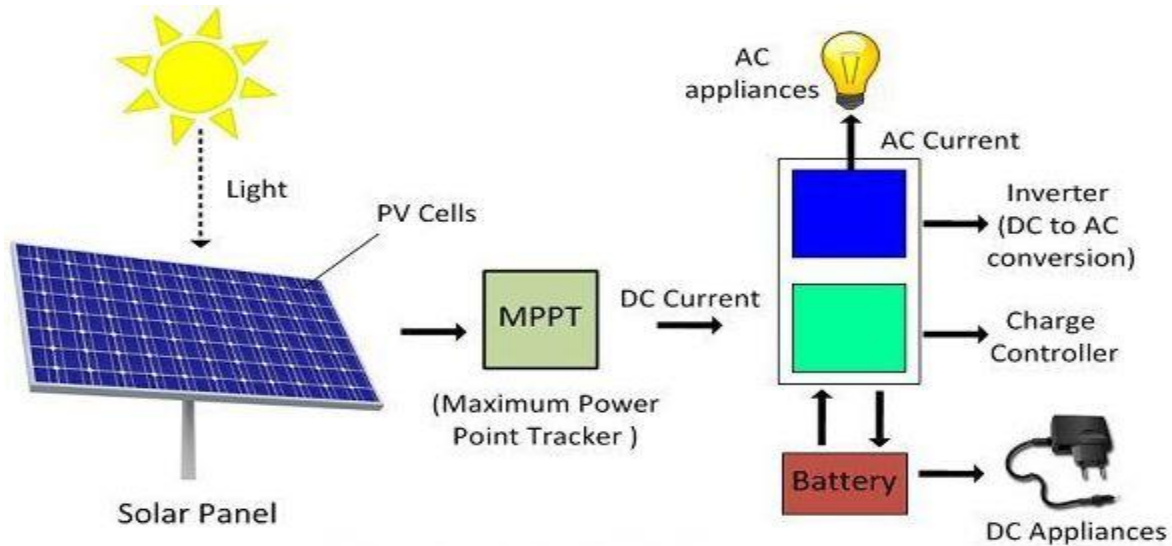 Light
PV Cells
Solar Panel
MPPT
(Maximum Power
Point Tracker )
DC Current
AC
appliances
AC Current
Inverter
(DC to AC
conversion)
Charge
Controller
Battery
DC Appliances